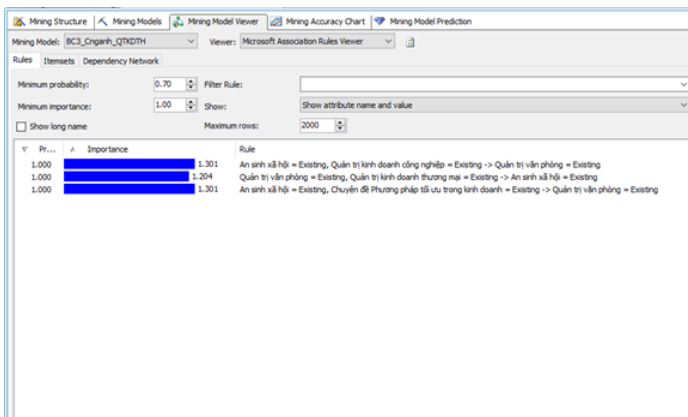 Mining Structure Mining Models Mining Model Viewer Mining Accuracy Chart Mining Model Prediction
Mining Model: BC3_Cnganh_QTKDTH Viewer: Microsoft Association Rules Viewer
Rules Itemsets Dependency Network
Minimum probability: 0.70 Filter Rule:
Minimum importance: 1.00 Show: Show attribute name and value
Show long name Maximum rows: 2000
Pr... Importance Rule
1.000 1.301 An sinh xã hội = Existing, Quản trị kinh doanh công nghiệp = Existing -> Quản trị văn phòng = Existing
1.000 1.204 Quản trị văn phòng = Existing, Quản trị kinh doanh thương mại = Existing -> An sinh xã hội = Existing
1.000 1.301 An sinh xã hội = Existing, Chuyên đề Phương pháp tối ưu trong kinh doanh = Existing -> Quản trị văn phòng = Existing